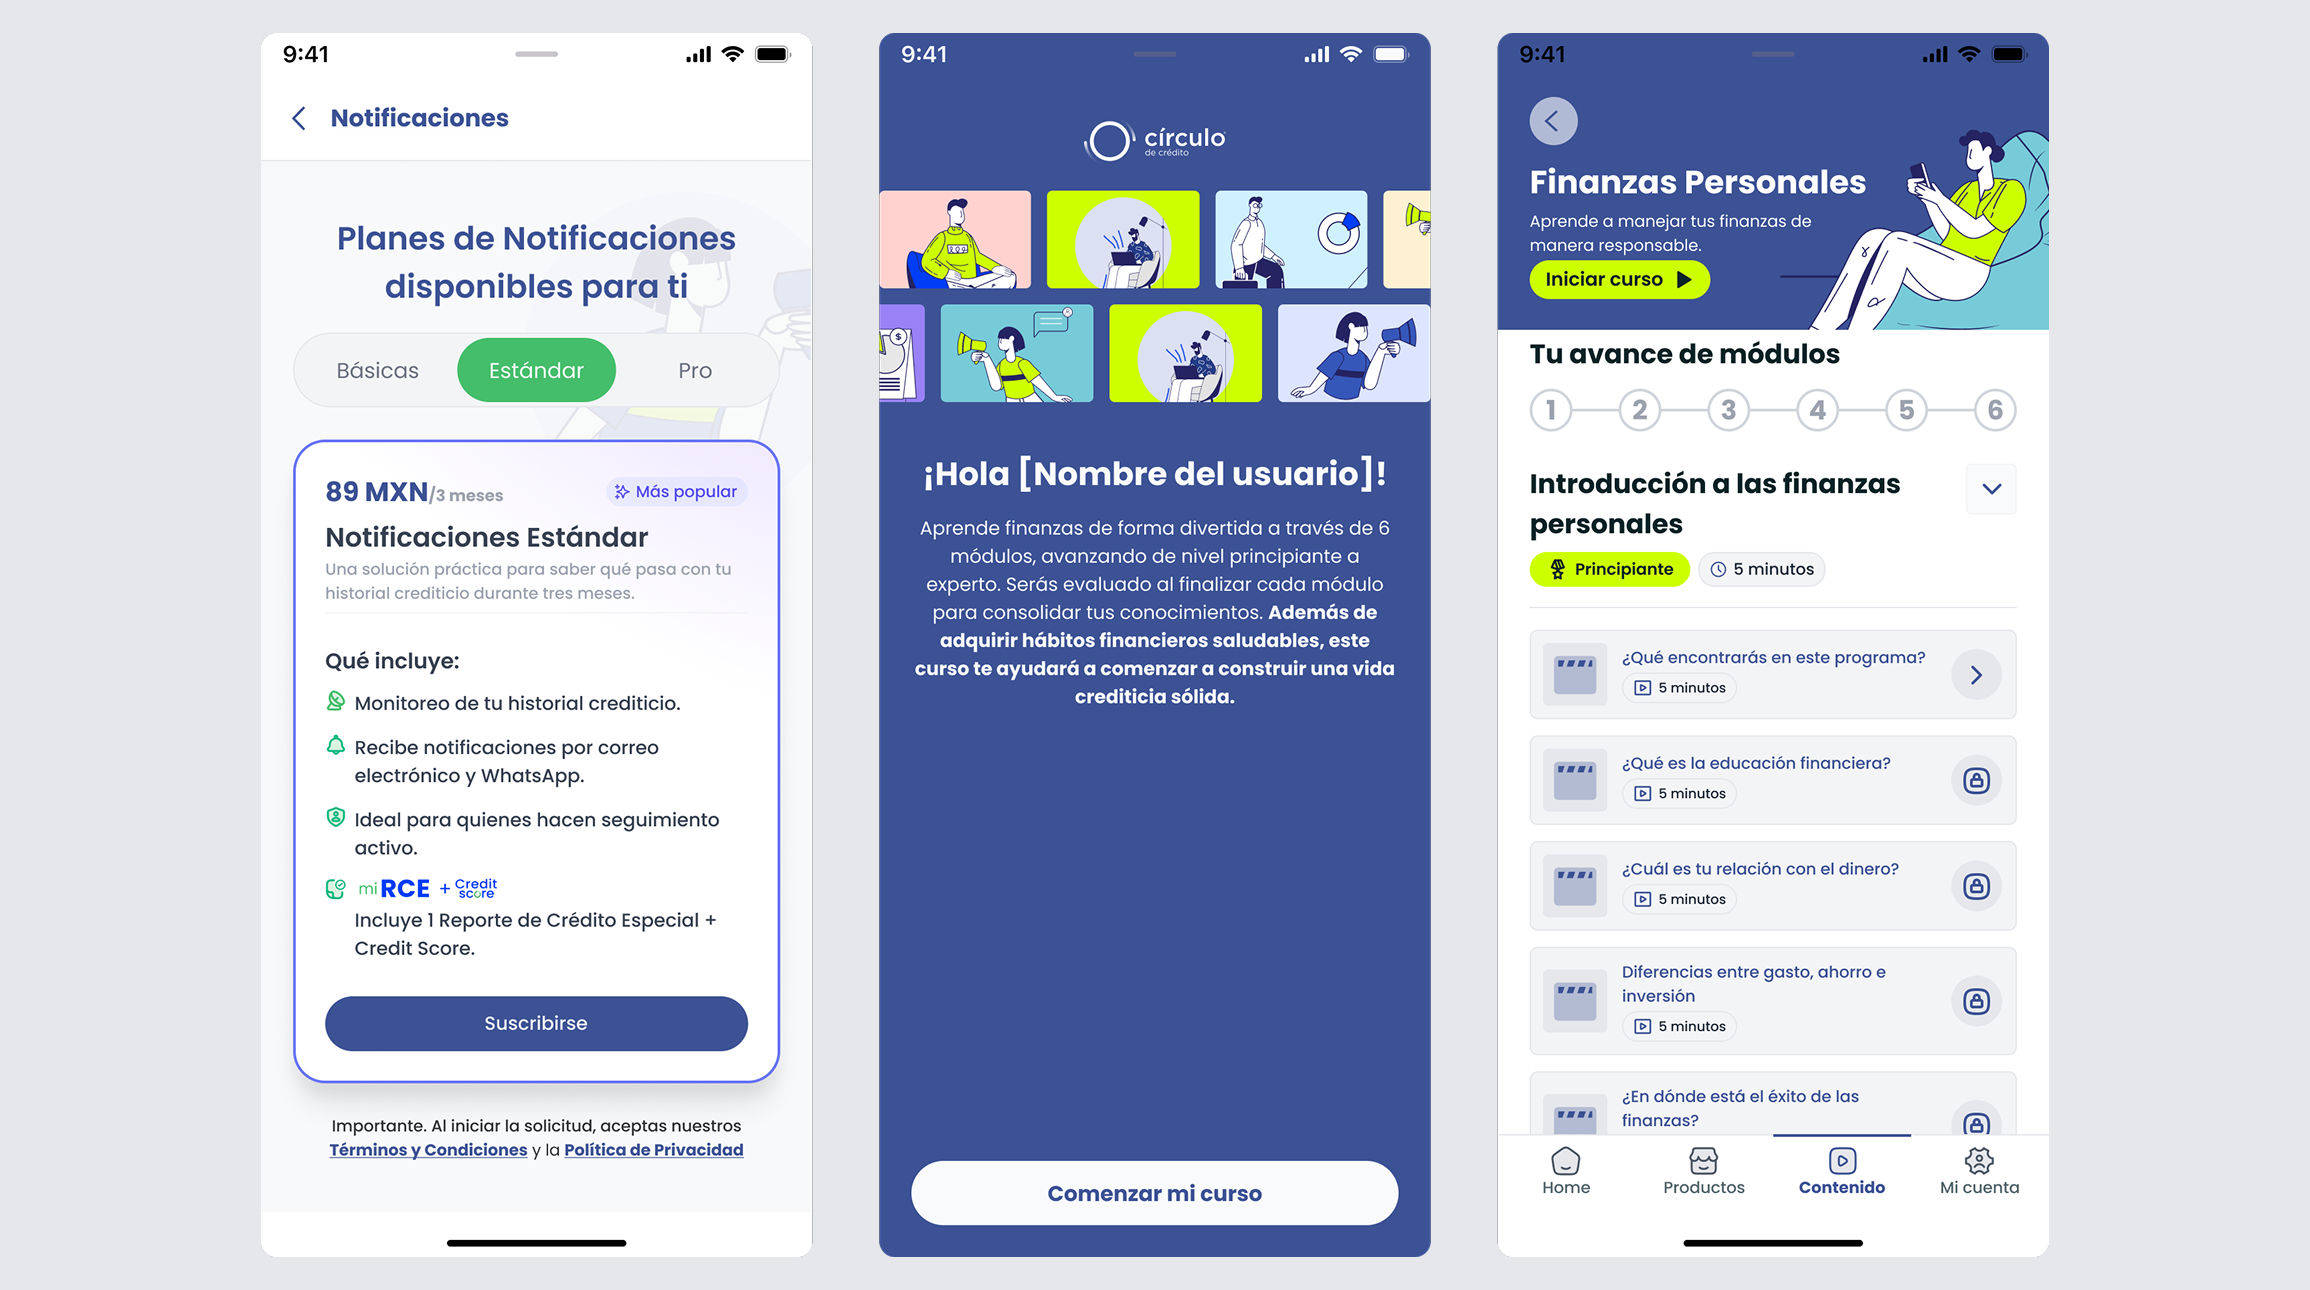 9:41
Notificaciones
Planes de Notificaciones
disponibles para ti
Básicas
Estándar
Pro
89 MXN/3 meses
Más popular
Notificaciones Estándar
Una solución práctica para saber qué pasa con tu
historial crediticio durante tres meses.
Qué incluye:
Monitoreo de tu historial crediticio.
Recibe notificaciones por correo
electrónico y WhatsApp.
Ideal para quienes hacen seguimiento
activo.
mi RCE + Credit score
Incluye 1 Reporte de Crédito Especial +
Credit Score.
Suscribirse
Importante. Al iniciar la solicitud, aceptas nuestros
Términos y Condiciones y la Política de Privacidad
9:41
círculo
de crédito
¡Hola [Nombre del usuario]!
Aprende finanzas de forma divertida a través de 6
módulos, avanzando de nivel principiante a
experto. Serás evaluado al finalizar cada módulo
para consolidar tus conocimientos. Además de
adquirir hábitos financieros saludables, este
curso te ayudará a comenzar a construir una vida
crediticia sólida.
Comenzar mi curso
9:41
Finanzas Personales
Aprende a manejar tus finanzas de
manera responsable.
Iniciar curso
Tu avance de módulos
1 2 3 4 5 6
Introducción a las finanzas
personales
Principiante
5 minutos
¿Qué encontrarás en este programa?
5 minutos
¿Qué es la educación financiera?
5 minutos
¿Cuál es tu relación con el dinero?
5 minutos
Diferencias entre gasto, ahorro e
inversión
5 minutos
¿En dónde está el éxito de las
finanzas?
Home
Productos
Contenido
Mi cuenta